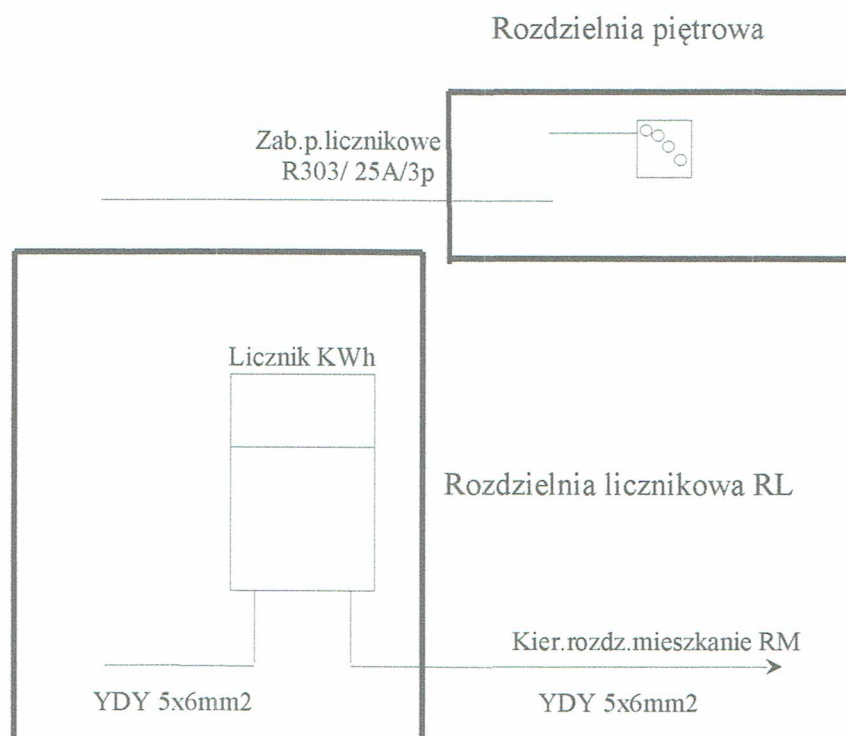 Rozdzielnia piętrowa
Zab.p.licznikowe
R303/ 25A/3p
Licznik KWh
Rozdzielnia licznikowa RL
Kier.rozdz.mieszkanie RM
YDY 5x6mm2
YDY 5x6mm2